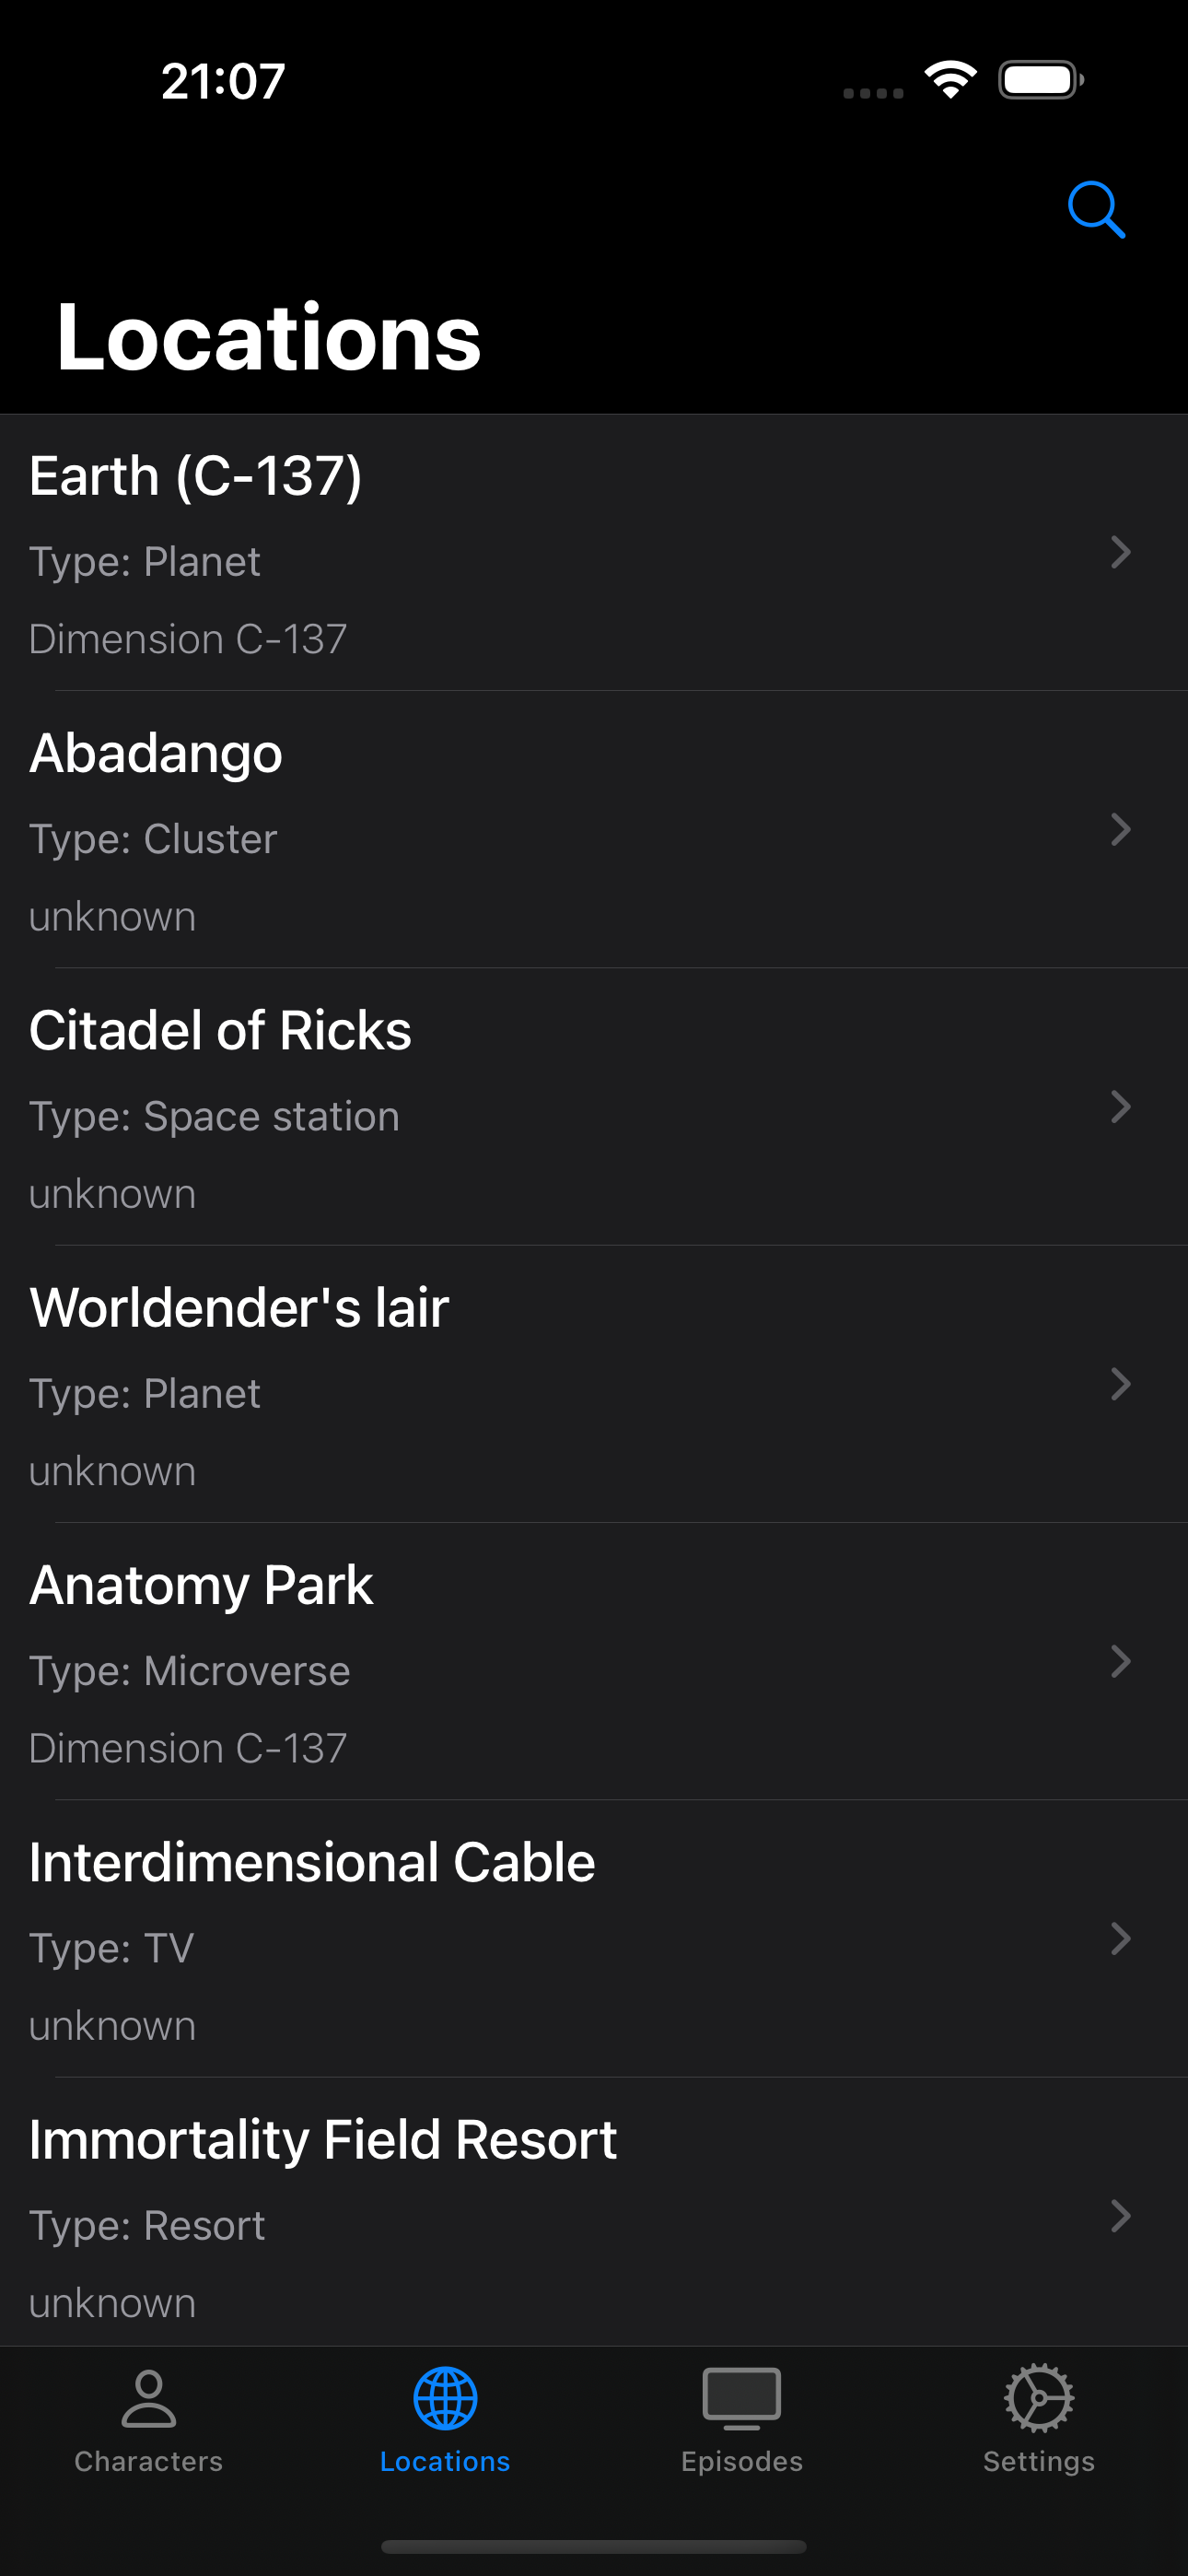 21:07
Locations
Earth (C-137)
Type: Planet
Dimension C-137
Abadango
Type: Cluster
unknown
Citadel of Ricks
Type: Space station
unknown
Worldender's lair
Type: Planet
unknown
Anatomy Park
Type: Microverse
Dimension C-137
Interdimensional Cable
Type: TV
unknown
Immortality Field Resort
Type: Resort
unknown
Characters
Locations
Episodes
Settings